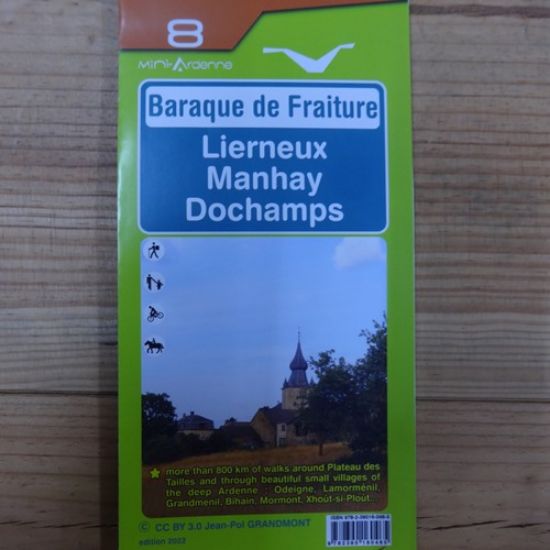 8
Mini-Ardenne
Baraque de Fraiture
Lierneux
Manhay
Dochamps
more than 800 km of walks around Plateau des
Tailles and through beautiful small villages of
the deep Ardenne : Odeigne, Lamorménil,
Grandmenil, Bihain, Mormont, Xhoût-si-Plout...
© CC BY 3.0 Jean-Pol GRANDMONT
edition 2022